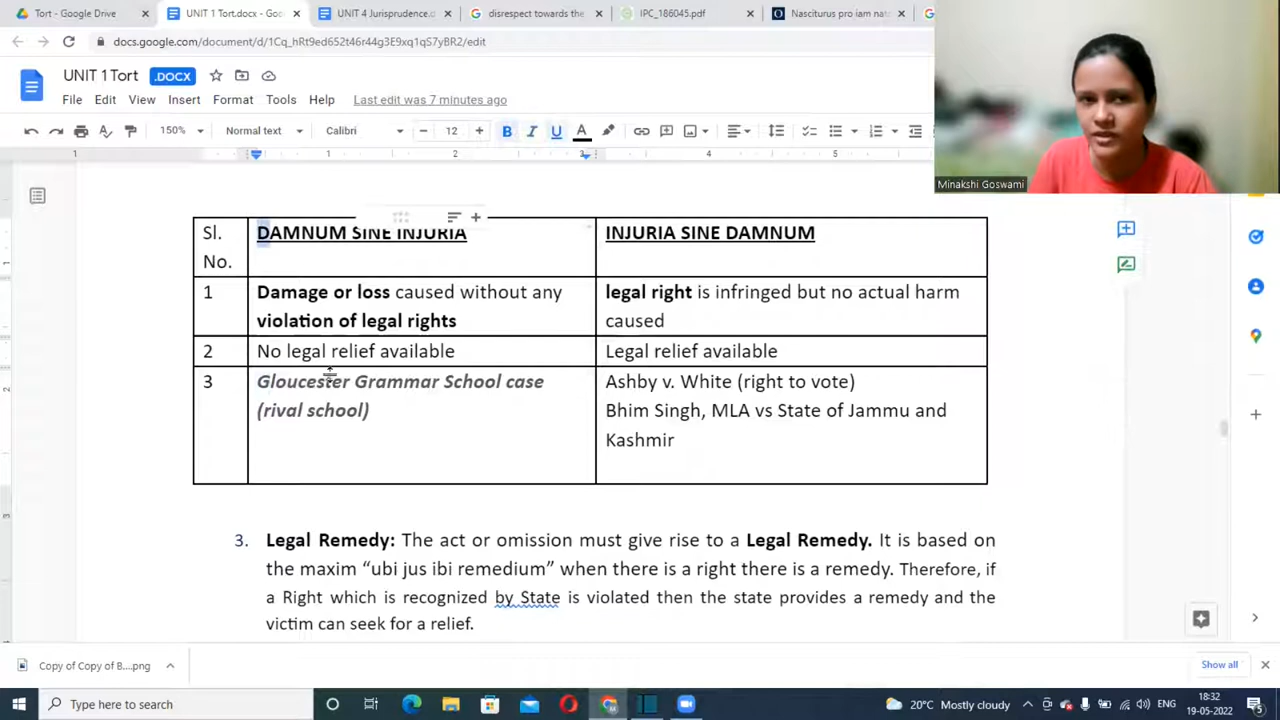 Tort - Google Drive
UNIT 1 Tort.docx - Goo
UNIT 4 Jurisprudence.d
disrespect towards the
IPC_186045.pdf
Nasciturus pro iam nat
docs.google.com/document/d/1Cq_hRt9ed652t46r44g3E9xq1qS7yBR2/edit
UNIT 1 Tort .DOCX
File Edit View Insert Format Tools Help Last edit was 7 minutes ago
150% Normal text Calibri 12 B I U A
1 1 2 3 4 5
Minakshi Goswami
Sl. No.
DAMNUM SINE INJURIA
INJURIA SINE DAMNUM
1
Damage or loss caused without any
violation of legal rights
legal right is infringed but no actual harm
caused
2
No legal relief available
Legal relief available
3
Gloucester Grammar School case
(rival school)
Ashby v. White (right to vote)
Bhim Singh, MLA vs State of Jammu and
Kashmir
3. Legal Remedy: The act or omission must give rise to a Legal Remedy. It is based on
the maxim “ubi jus ibi remedium” when there is a right there is a remedy. Therefore, if
a Right which is recognized by State is violated then the state provides a remedy and the
victim can seek for a relief.
Copy of Copy of B....png
Show all
Type here to search
20°C Mostly cloudy
ENG
18:32
19-05-2022
5